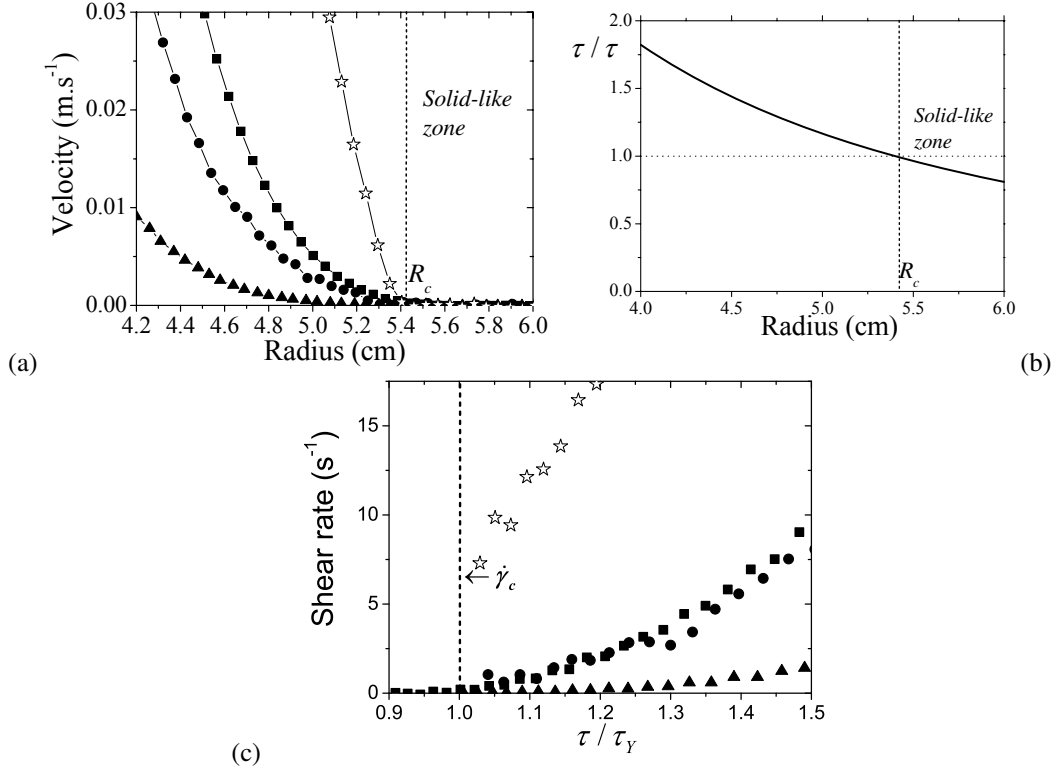 Velocity (m.s⁻¹)
0.03
0.02
0.01
0.00
Solid-like
zone
R_c
4.2 4.4 4.6 4.8 5.0 5.2 5.4 5.6 5.8 6.0
Radius (cm)
(a)
τ / τ
2.0
1.5
1.0
0.5
0.0
Solid-like
zone
R_c
4.0 4.5 5.0 5.5 6.0
Radius (cm)
(b)
Shear rate (s⁻¹)
15
10
5
0
← γ̇_c
0.9 1.0 1.1 1.2 1.3 1.4 1.5
τ / τ_Y
(c)